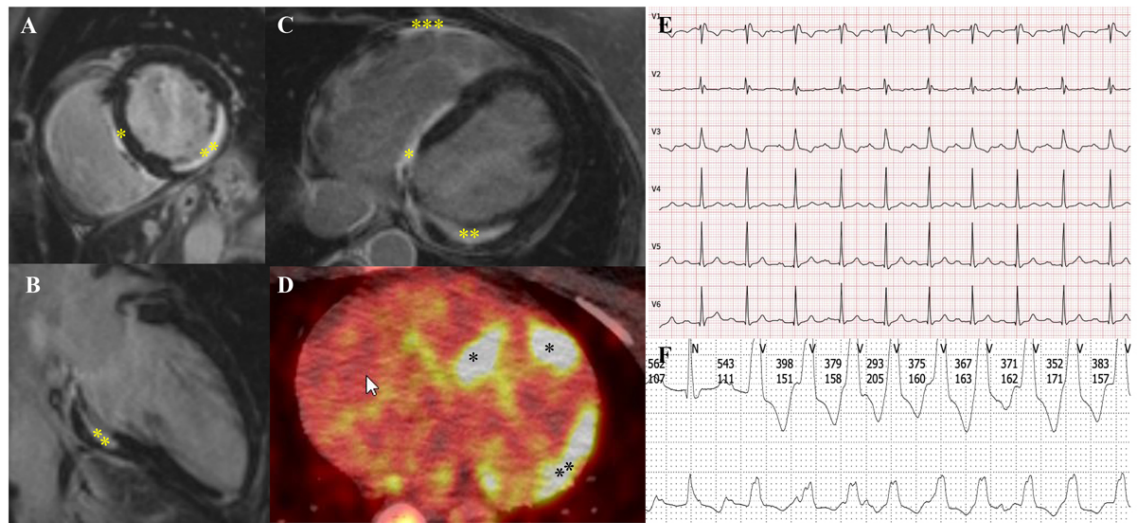 A
*
**
B
**
C
***
*
**
D
*
*
**
E
V1
V2
V3
V4
V5
V6
F
N V V V V V V V V
562 543 398 379 293 375 367 371 352 383
107 111 151 158 205 160 163 162 171 157